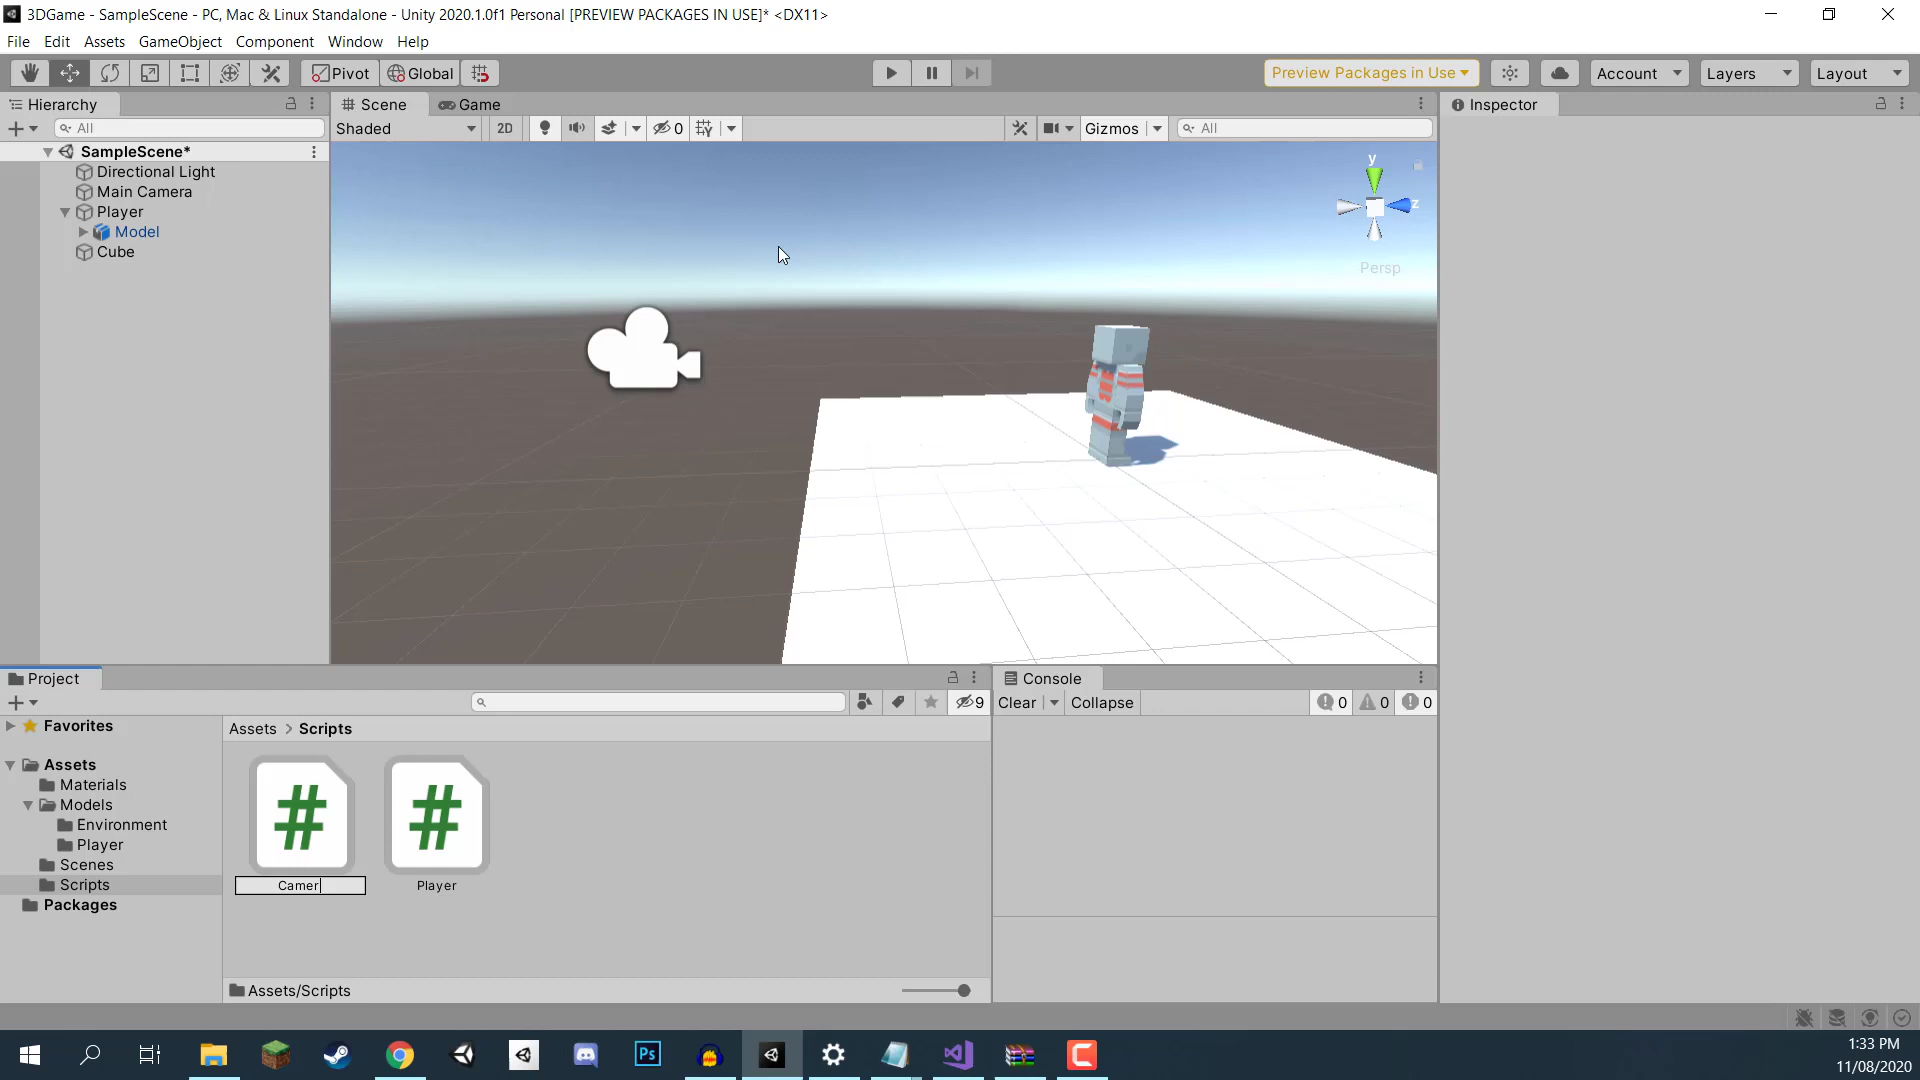 3DGame - SampleScene - PC, Mac & Linux Standalone - Unity 2020.1.0f1 Personal [PREVIEW PACKAGES IN USE]* <DX11>
File Edit Assets GameObject Component Window Help
Pivot Global Preview Packages in Use Account Layers Layout
Hierarchy Scene Game Inspector
All Shaded 2D 0 Gizmos All
SampleScene*
Directional Light
Main Camera
Player
Model
Cube
y
z
Persp
Project Console
9 Clear Collapse 0 0 0
Favorites
Assets > Scripts
Assets
Materials
Models
Environment
Player
Scenes
Scripts
Packages
# #
Camer Player
Assets/Scripts
Ps
1:33 PM
11/08/2020